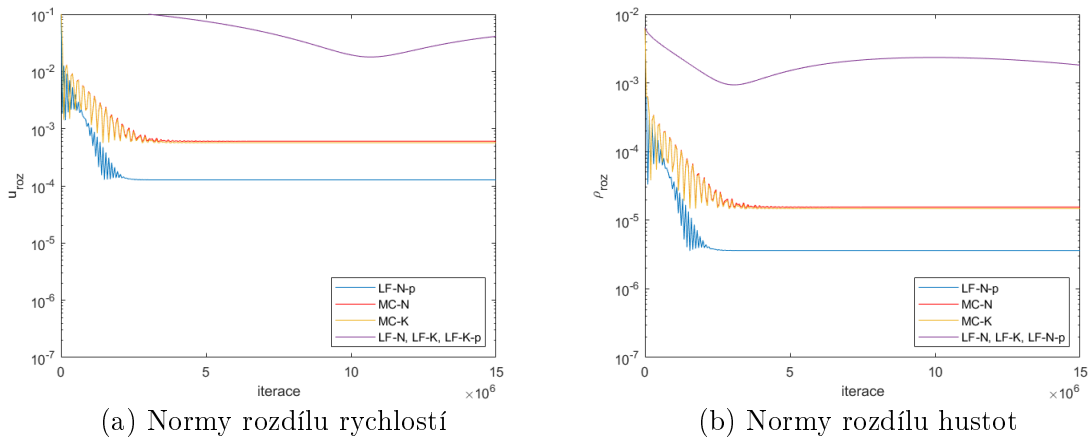 10^-1
10^-2
10^-3
10^-4
10^-5
10^-6
10^-7
u_roz
0 5 10 15
×10^6
iterace
LF-N-p
MC-N
MC-K
LF-N, LF-K, LF-K-p
(a) Normy rozdílu rychlostí
10^-2
10^-3
10^-4
10^-5
10^-6
10^-7
ρ_roz
0 5 10 15
×10^6
iterace
LF-N-p
MC-N
MC-K
LF-N, LF-K, LF-N-p
(b) Normy rozdílu hustot